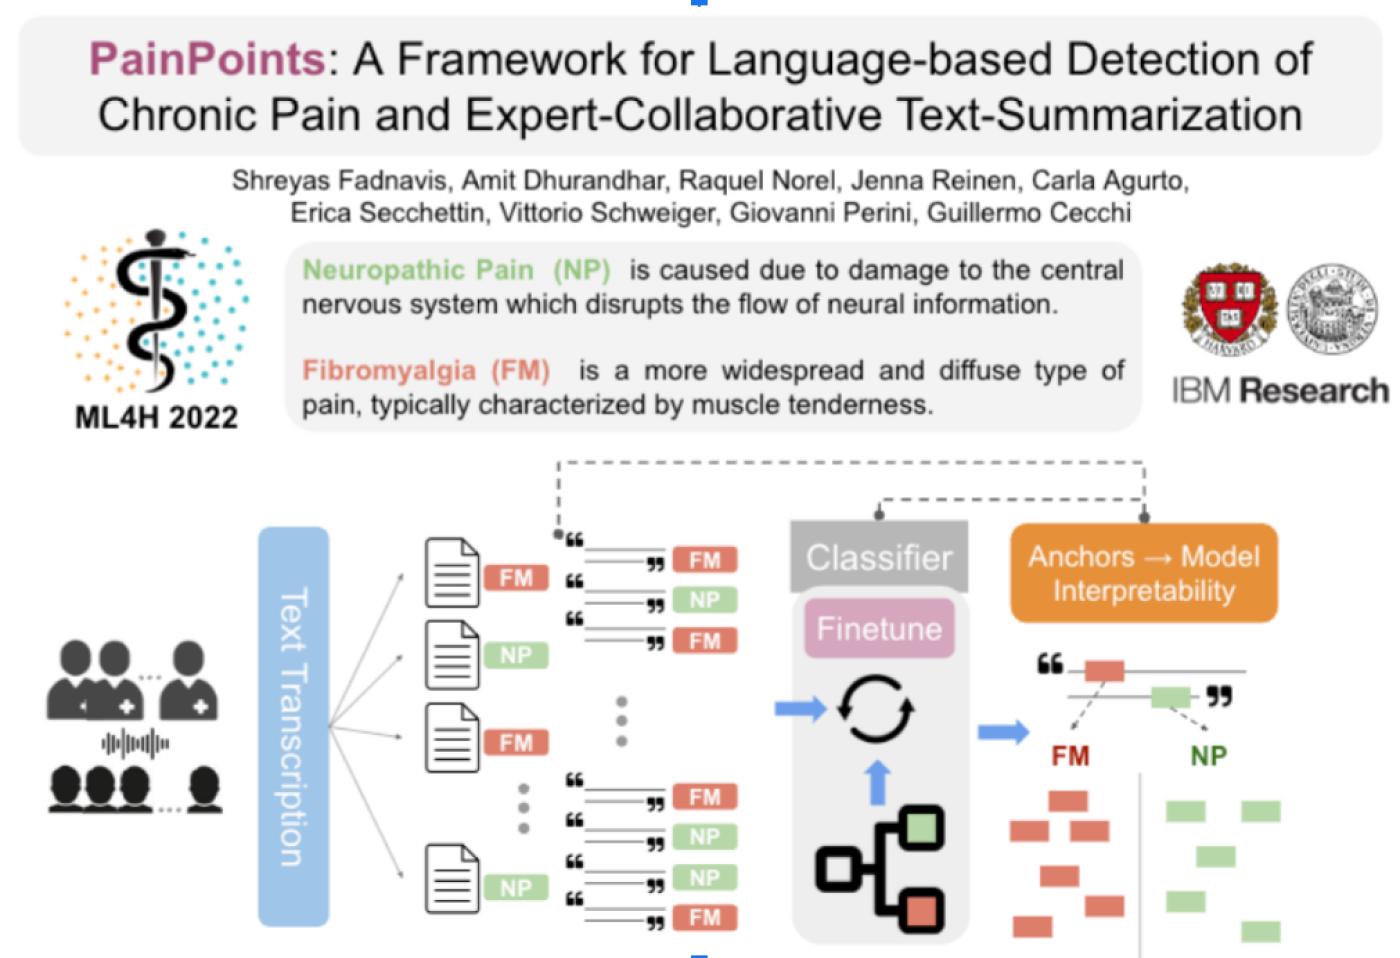 PainPoints: A Framework for Language-based Detection of
Chronic Pain and Expert-Collaborative Text-Summarization
Shreyas Fadnavis, Amit Dhurandhar, Raquel Norel, Jenna Reinen, Carla Agurto,
Erica Secchettin, Vittorio Schweiger, Giovanni Perini, Guillermo Cecchi
ML4H 2022
Neuropathic Pain (NP) is caused due to damage to the central
nervous system which disrupts the flow of neural information.
Fibromyalgia (FM) is a more widespread and diffuse type of
pain, typically characterized by muscle tenderness.
HARVARD
IBM Research
Text Transcription
FM
NP
FM
NP
“ ” FM
“ ” NP
“ ” FM
“ ” FM
“ ” NP
“ ” NP
“ ” FM
Classifier
Finetune
Anchors → Model
Interpretability
“ ”
FM NP